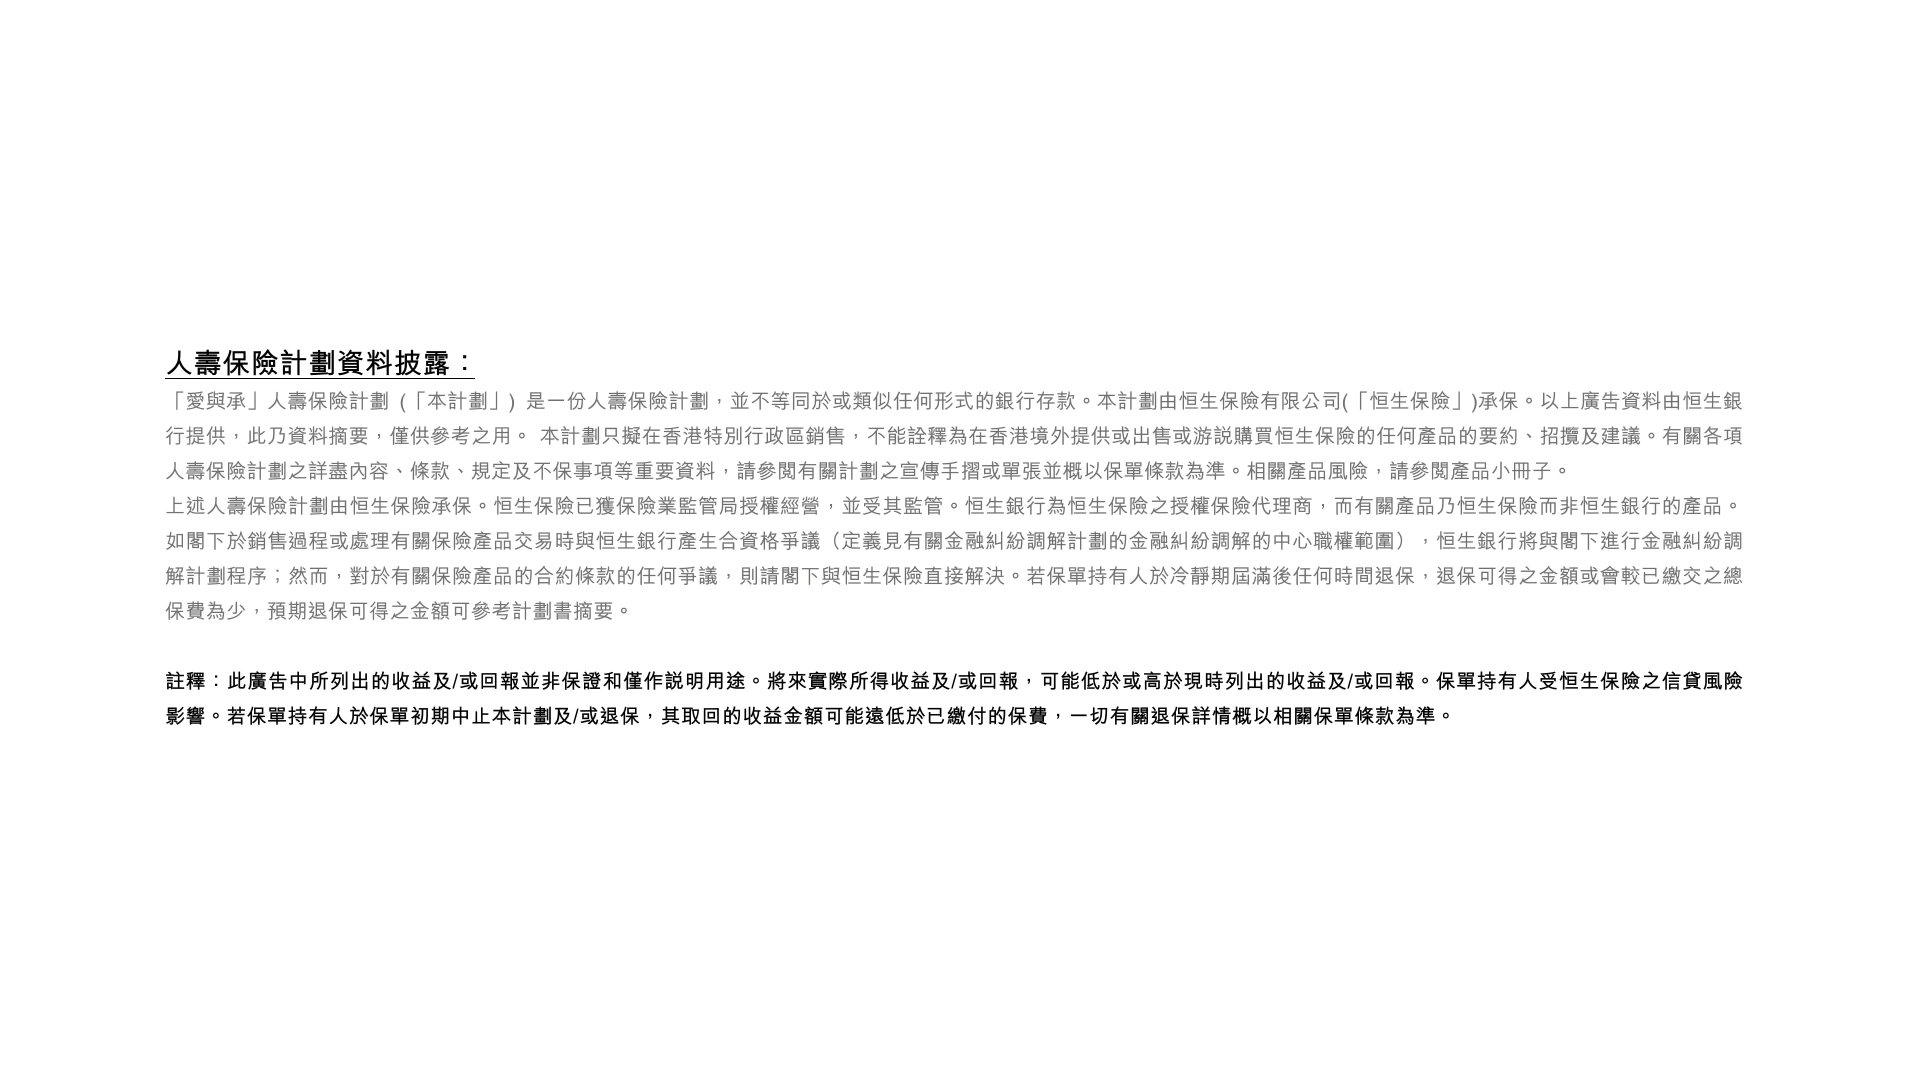 人壽保險計劃資料披露：
「愛與承」人壽保險計劃 (「本計劃」) 是一份人壽保險計劃，並不等同於或類似任何形式的銀行存款。本計劃由恒生保險有限公司(「恒生保險」)承保。以上廣告資料由恒生銀
行提供，此乃資料摘要，僅供參考之用。 本計劃只擬在香港特別行政區銷售，不能詮釋為在香港境外提供或出售或游説購買恒生保險的任何產品的要約、招攬及建議。有關各項
人壽保險計劃之詳盡內容、條款、規定及不保事項等重要資料，請參閱有關計劃之宣傳手摺或單張並概以保單條款為準。相關產品風險，請參閱產品小冊子。
上述人壽保險計劃由恒生保險承保。恒生保險已獲保險業監管局授權經營，並受其監管。恒生銀行為恒生保險之授權保險代理商，而有關產品乃恒生保險而非恒生銀行的產品。
如閣下於銷售過程或處理有關保險產品交易時與恒生銀行產生合資格爭議（定義見有關金融糾紛調解計劃的金融糾紛調解的中心職權範圍），恒生銀行將與閣下進行金融糾紛調
解計劃程序；然而，對於有關保險產品的合約條款的任何爭議，則請閣下與恒生保險直接解決。若保單持有人於冷靜期屆滿後任何時間退保，退保可得之金額或會較已繳交之總
保費為少，預期退保可得之金額可參考計劃書摘要。
註釋：此廣告中所列出的收益及/或回報並非保證和僅作説明用途。將來實際所得收益及/或回報，可能低於或高於現時列出的收益及/或回報。保單持有人受恒生保險之信貸風險
影響。若保單持有人於保單初期中止本計劃及/或退保，其取回的收益金額可能遠低於已繳付的保費，一切有關退保詳情概以相關保單條款為準。